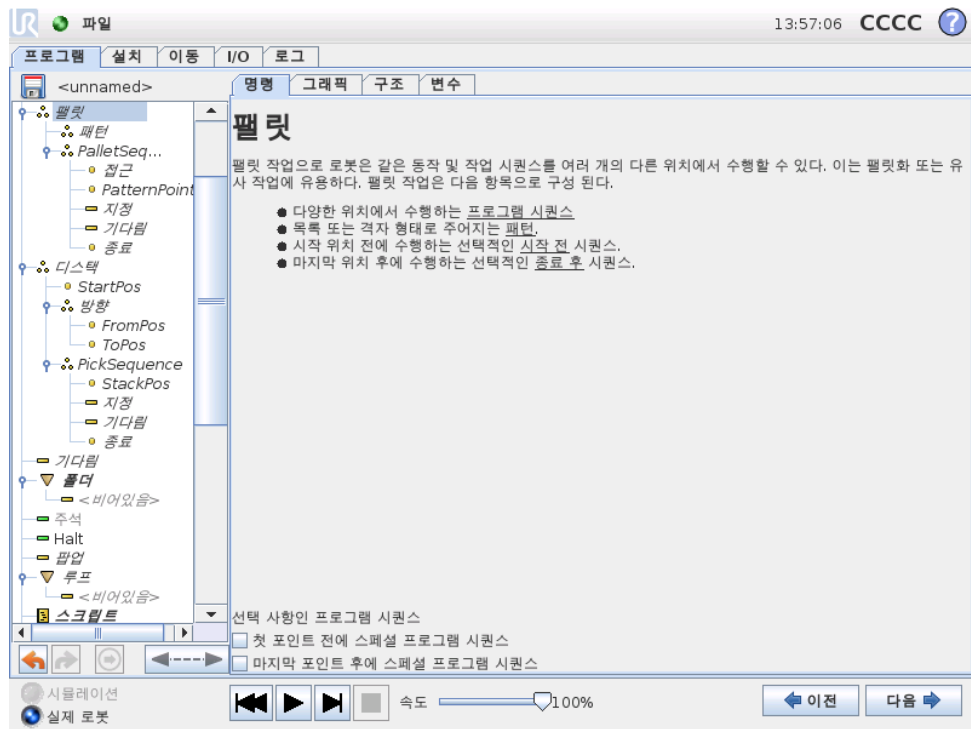 UR 파일 13:57:06 CCCC ?
프로그램 설치 이동 I/O 로그
<unnamed>
명령 그래픽 구조 변수
팰릿
패턴
PalletSeq...
접근
PatternPoint
지정
기다림
종료
디스택
StartPos
방향
FromPos
ToPos
PickSequence
StackPos
지정
기다림
종료
기다림
폴더
<비어있음>
주석
Halt
팝업
루프
<비어있음>
스크립트
팰릿
팰릿 작업으로 로봇은 같은 동작 및 작업 시퀀스를 여러 개의 다른 위치에서 수행할 수 있다. 이는 팰릿화 또는 유
사 작업에 유용하다. 팰릿 작업은 다음 항목으로 구성 된다.
● 다양한 위치에서 수행하는 프로그램 시퀀스
● 목록 또는 격자 형태로 주어지는 패턴.
● 시작 위치 전에 수행하는 선택적인 시작 전 시퀀스.
● 마지막 위치 후에 수행하는 선택적인 종료 후 시퀀스.
선택 사항인 프로그램 시퀀스
첫 포인트 전에 스페셜 프로그램 시퀀스
마지막 포인트 후에 스페셜 프로그램 시퀀스
시뮬레이션
실제 로봇
속도 100%
이전 다음